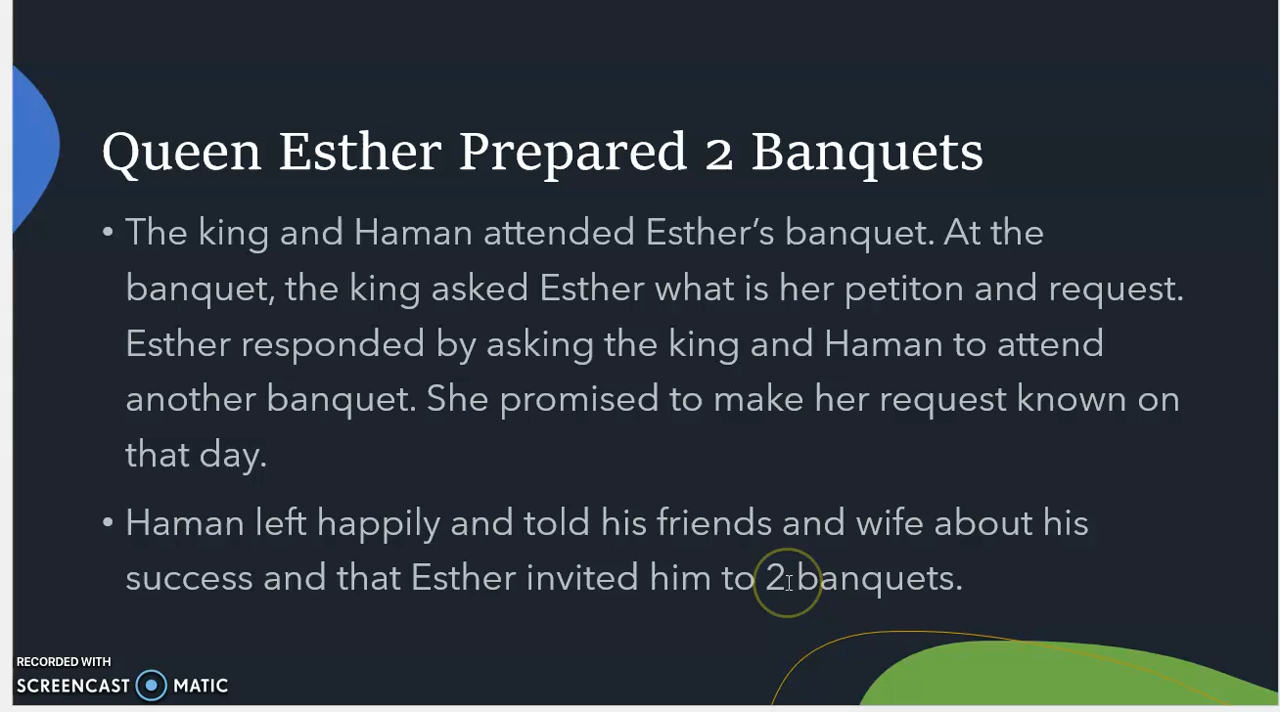 Queen Esther Prepared 2 Banquets
• The king and Haman attended Esther’s banquet. At the
banquet, the king asked Esther what is her petiton and request.
Esther responded by asking the king and Haman to attend
another banquet. She promised to make her request known on
that day.
• Haman left happily and told his friends and wife about his
success and that Esther invited him to 2 banquets.
RECORDED WITH
SCREENCAST MATIC